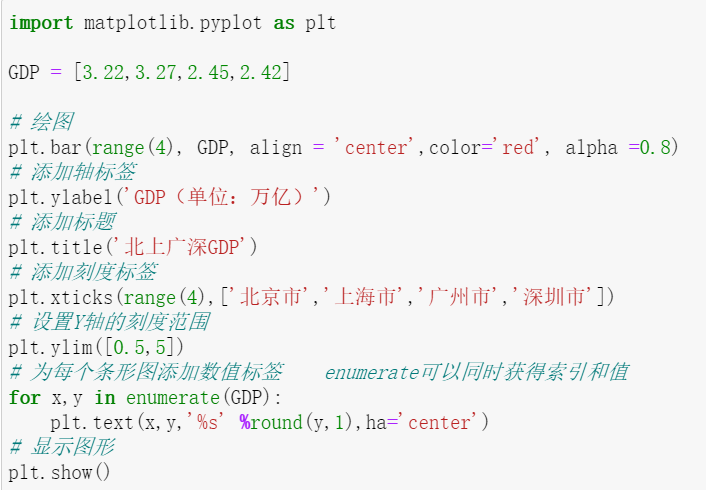 import matplotlib.pyplot as plt
GDP = [3.22,3.27,2.45,2.42]
# 绘图
plt.bar(range(4), GDP, align = 'center',color='red', alpha =0.8)
# 添加轴标签
plt.ylabel('GDP（单位：万亿）')
# 添加标题
plt.title('北上广深GDP')
# 添加刻度标签
plt.xticks(range(4),['北京市','上海市','广州市','深圳市'])
# 设置Y轴的刻度范围
plt.ylim([0.5,5])
# 为每个条形图添加数值标签    enumerate可以同时获得索引和值
for x,y in enumerate(GDP):
    plt.text(x,y,'%s' %round(y,1),ha='center')
# 显示图形
plt.show()